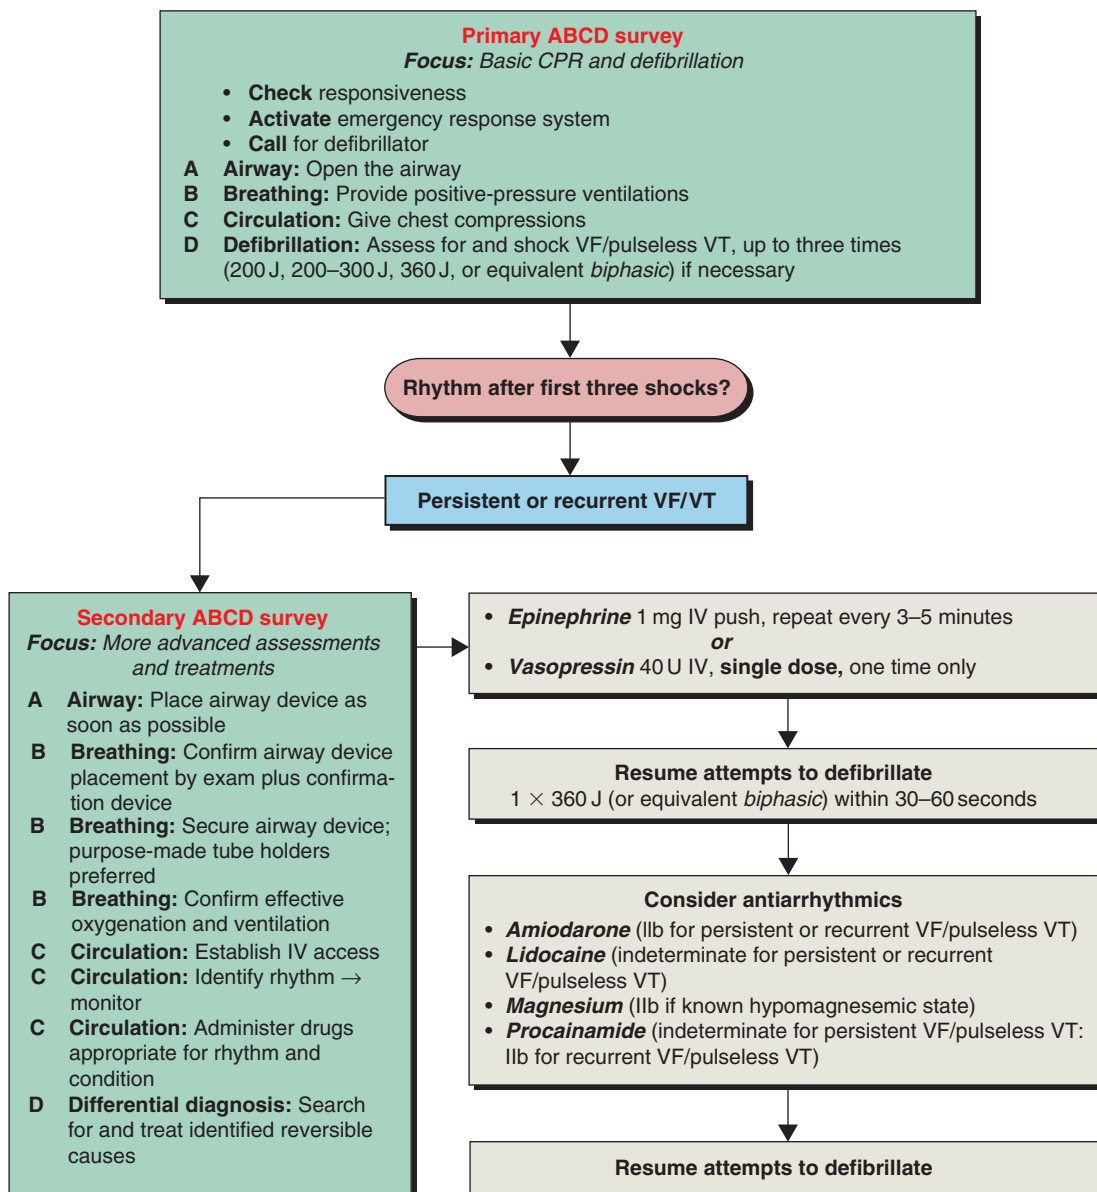 Primary ABCD survey
Focus: Basic CPR and defibrillation
• Check responsiveness
• Activate emergency response system
• Call for defibrillator
A Airway: Open the airway
B Breathing: Provide positive-pressure ventilations
C Circulation: Give chest compressions
D Defibrillation: Assess for and shock VF/pulseless VT, up to three times
(200 J, 200–300 J, 360 J, or equivalent biphasic) if necessary
Rhythm after first three shocks?
Persistent or recurrent VF/VT
Secondary ABCD survey
Focus: More advanced assessments
and treatments
A Airway: Place airway device as
soon as possible
B Breathing: Confirm airway device
placement by exam plus confirma-
tion device
B Breathing: Secure airway device;
purpose-made tube holders
preferred
B Breathing: Confirm effective
oxygenation and ventilation
C Circulation: Establish IV access
C Circulation: Identify rhythm →
monitor
C Circulation: Administer drugs
appropriate for rhythm and
condition
D Differential diagnosis: Search
for and treat identified reversible
causes
• Epinephrine 1 mg IV push, repeat every 3–5 minutes
or
• Vasopressin 40 U IV, single dose, one time only
Resume attempts to defibrillate
1 × 360 J (or equivalent biphasic) within 30–60 seconds
Consider antiarrhythmics
• Amiodarone (IIb for persistent or recurrent VF/pulseless VT)
• Lidocaine (indeterminate for persistent or recurrent
VF/pulseless VT)
• Magnesium (IIb if known hypomagnesemic state)
• Procainamide (indeterminate for persistent VF/pulseless VT:
IIb for recurrent VF/pulseless VT)
Resume attempts to defibrillate